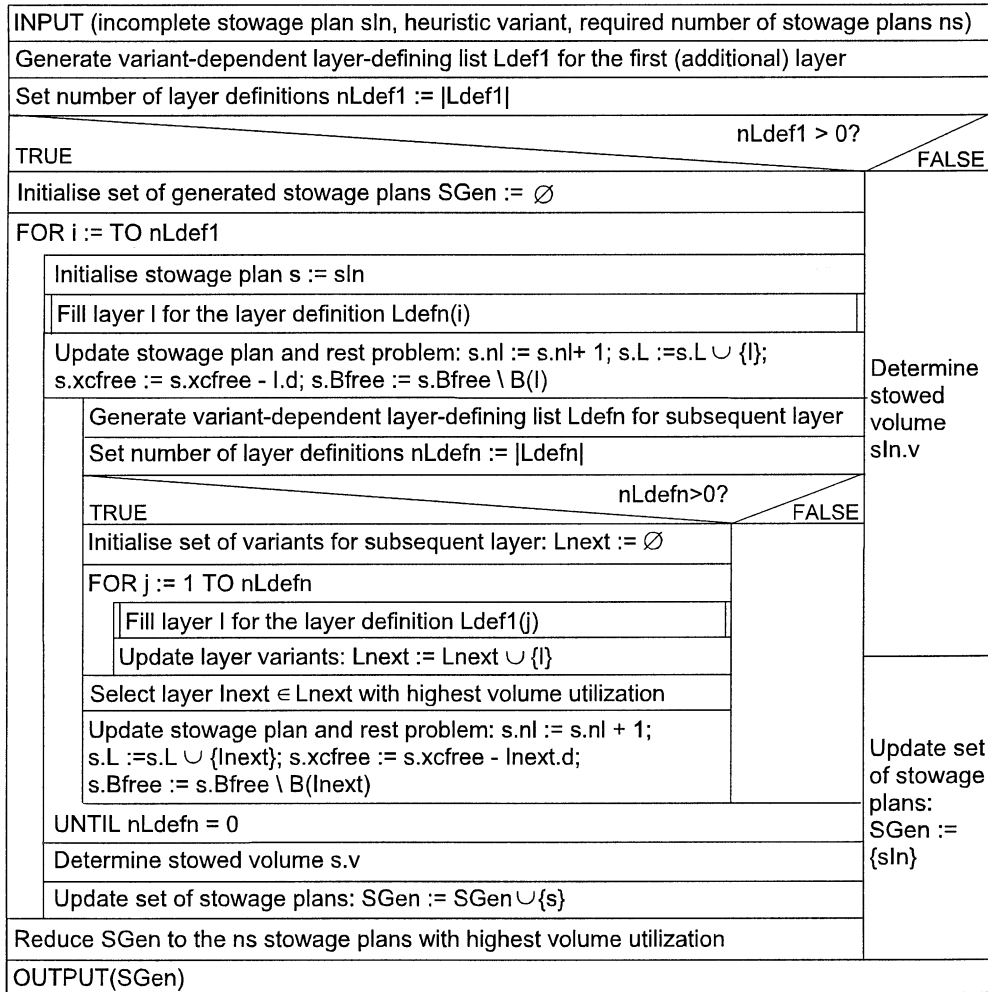 INPUT (incomplete stowage plan sIn, heuristic variant, required number of stowage plans ns)
Generate variant-dependent layer-defining list Ldef1 for the first (additional) layer
Set number of layer definitions nLdef1 := |Ldef1|
nLdef1 > 0?
TRUE
FALSE
Initialise set of generated stowage plans SGen := ∅
FOR i := TO nLdef1
Initialise stowage plan s := sIn
Fill layer l for the layer definition Ldefn(i)
Update stowage plan and rest problem: s.nl := s.nl+ 1; s.L :=s.L ∪ {l};
s.xcfree := s.xcfree - l.d; s.Bfree := s.Bfree \ B(l)
Generate variant-dependent layer-defining list Ldefn for subsequent layer
Set number of layer definitions nLdefn := |Ldefn|
nLdefn>0?
TRUE
FALSE
Initialise set of variants for subsequent layer: Lnext := ∅
FOR j := 1 TO nLdefn
Fill layer l for the layer definition Ldef1(j)
Update layer variants: Lnext := Lnext ∪ {l}
Select layer lnext ∈ Lnext with highest volume utilization
Update stowage plan and rest problem: s.nl := s.nl + 1;
s.L :=s.L ∪ {lnext}; s.xcfree := s.xcfree - lnext.d;
s.Bfree := s.Bfree \ B(lnext)
UNTIL nLdefn = 0
Determine stowed volume s.v
Update set of stowage plans: SGen := SGen ∪{s}
Reduce SGen to the ns stowage plans with highest volume utilization
Determine
stowed
volume
sIn.v
Update set
of stowage
plans:
SGen :=
{sIn}
OUTPUT(SGen)